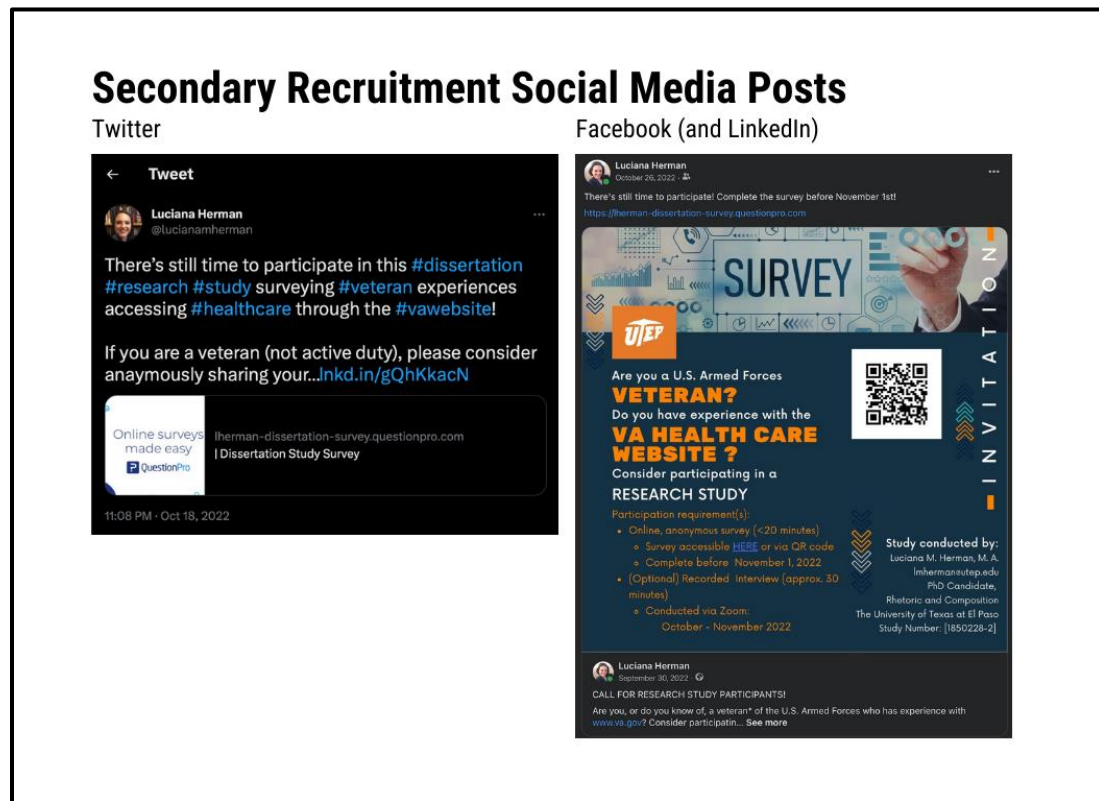 Secondary Recruitment Social Media Posts
Twitter
Tweet
Luciana Herman
@lucianamherman
There's still time to participate in this #dissertation
#research #study surveying #veteran experiences
accessing #healthcare through the #vawebsite!
If you are a veteran (not active duty), please consider
anaymously sharing your...lnkd.in/gQhKkacN
Online surveys
made easy
QuestionPro
lherman-dissertation-survey.questionpro.com
| Dissertation Study Survey
11:08 PM · Oct 18, 2022
Facebook (and LinkedIn)
Luciana Herman
October 26, 2022 ·
There's still time to participate! Complete the survey before November 1st!
https://lherman-dissertation-survey.questionpro.com
SURVEY
INVITATION
UTEP
Are you a U.S. Armed Forces
VETERAN?
Do you have experience with the
VA HEALTH CARE
WEBSITE ?
Consider participating in a
RESEARCH STUDY
Participation requirement(s):
• Online, anonymous survey (<20 minutes)
○ Survey accessible HERE or via QR code
○ Complete before November 1, 2022
• (Optional) Recorded Interview (approx. 30
minutes)
○ Conducted via Zoom:
October - November 2022
Study conducted by:
Luciana M. Herman, M. A.
lmherman@utep.edu
PhD Candidate,
Rhetoric and Composition
The University of Texas at El Paso
Study Number: [1850228-2]
Luciana Herman
September 30, 2022 ·
CALL FOR RESEARCH STUDY PARTICIPANTS!
Are you, or do you know of, a veteran* of the U.S. Armed Forces who has experience with
www.va.gov? Consider participatin... See more